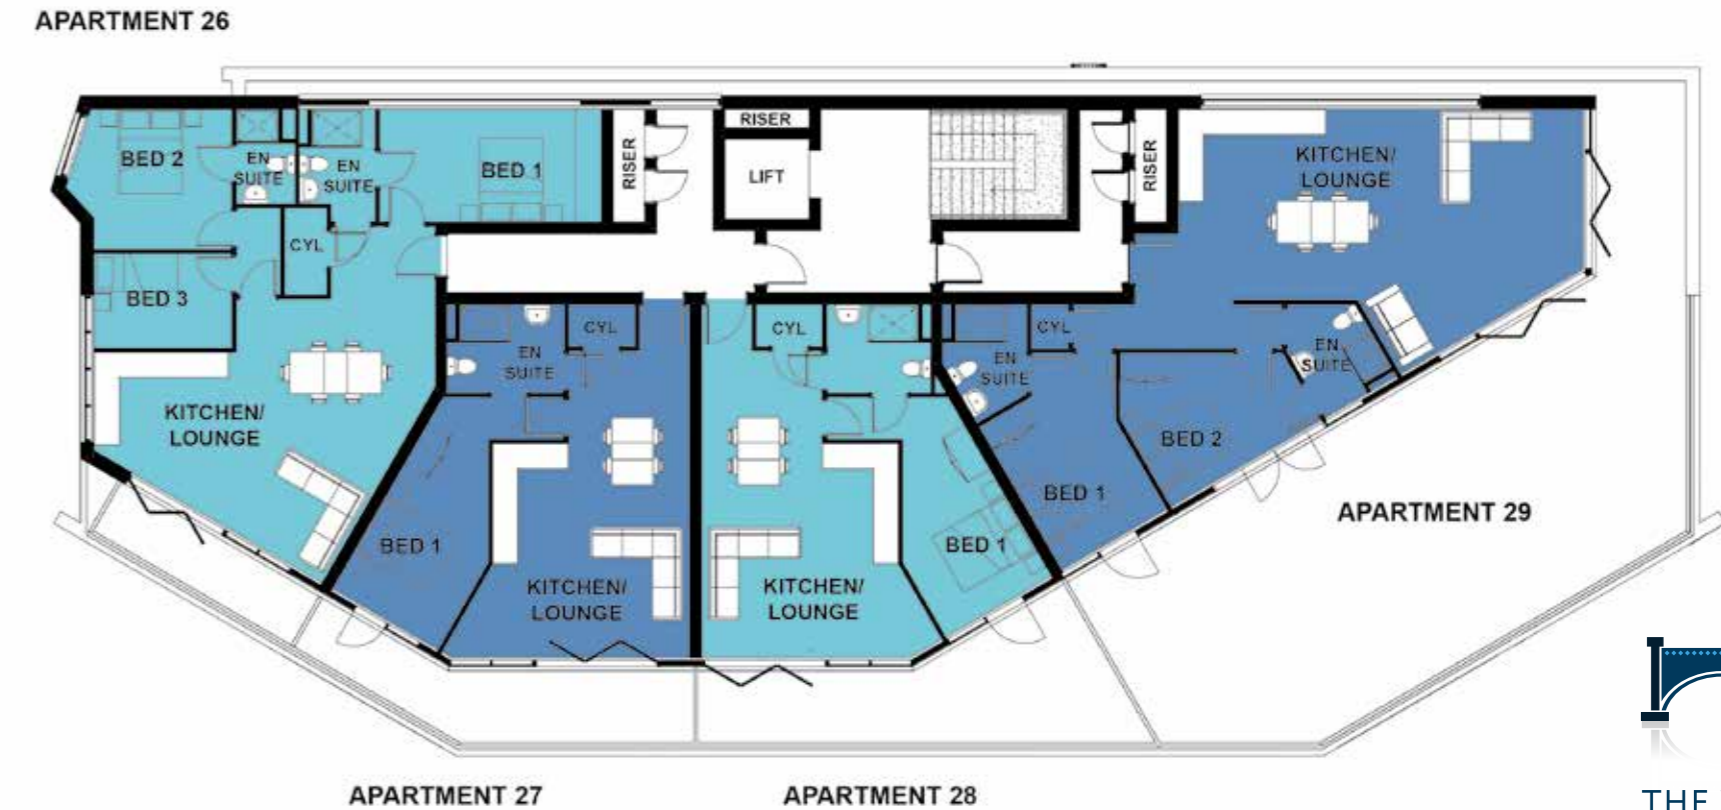 APARTMENT 26
BED 2
EN
SUITE
EN
SUITE
BED 1
RISER
RISER
LIFT
RISER
KITCHEN/
LOUNGE
CYL
BED 3
KITCHEN/
LOUNGE
EN
SUITE
CYL
BED 1
KITCHEN/
LOUNGE
CYL
KITCHEN/
LOUNGE
BED 1
EN
SUITE
CYL
BED 1
BED 2
EN
SUITE
APARTMENT 29
APARTMENT 27
APARTMENT 28
THE